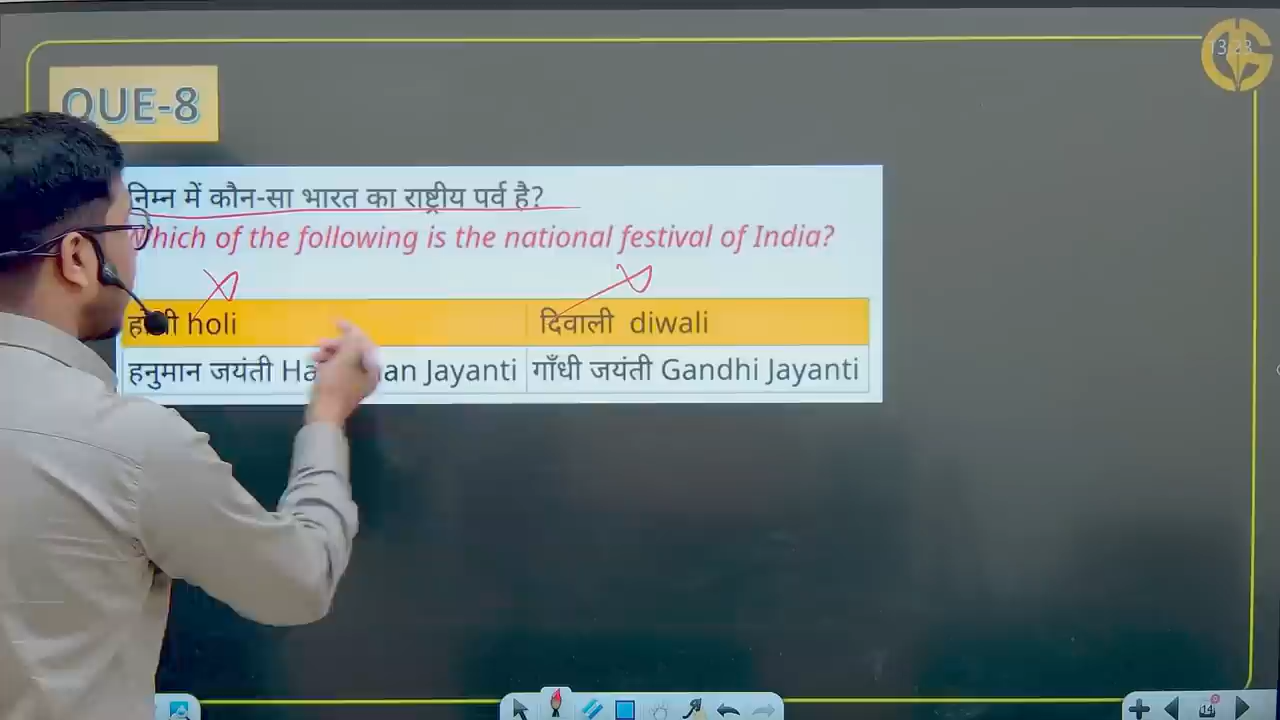 QUE-8
निम्न में कौन-सा भारत का राष्ट्रीय पर्व है?
Which of the following is the national festival of India?
holi
दिवाली diwali
हनुमान जयंती Jayanti
गाँधी जयंती Gandhi Jayanti